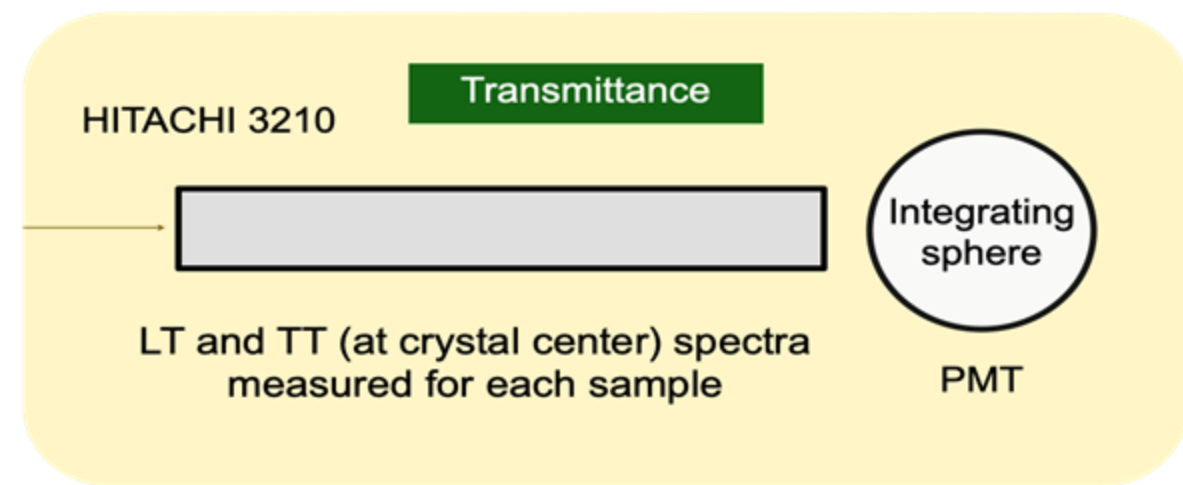 Transmittance
HITACHI 3210
Integrating
sphere
LT and TT (at crystal center) spectra
measured for each sample
PMT